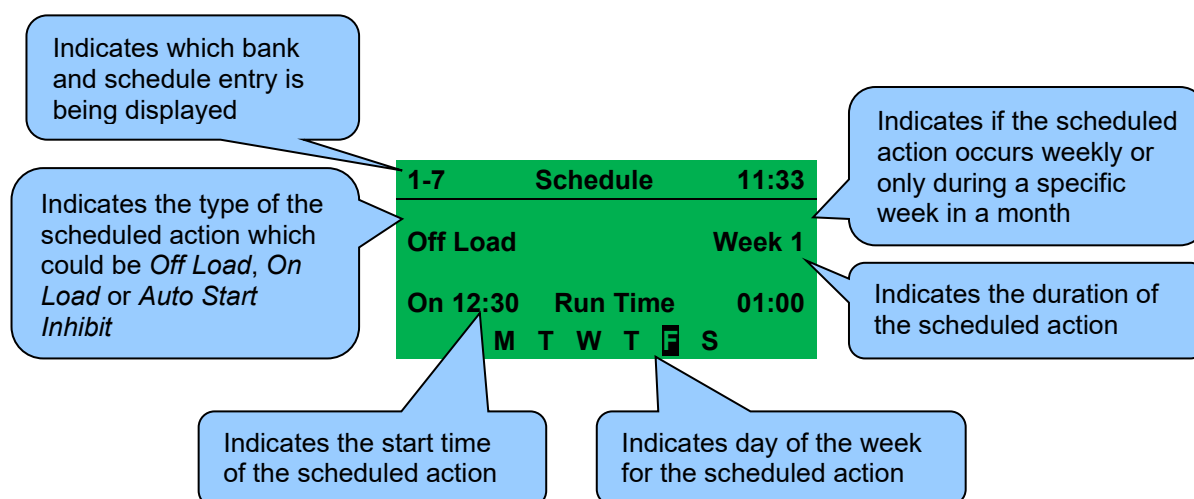 Indicates which bank
and schedule entry is
being displayed
Indicates the type of the
scheduled action which
could be Off Load, On
Load or Auto Start
Inhibit
1-7 Schedule 11:33
Off Load Week 1
On 12:30 Run Time 01:00
M T W T F S
Indicates if the scheduled
action occurs weekly or
only during a specific
week in a month
Indicates the duration of
the scheduled action
Indicates the start time
of the scheduled action
Indicates day of the week
for the scheduled action